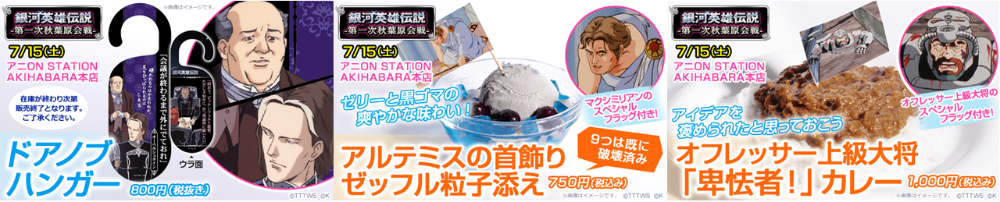 ※画像はイメージです。
銀河英雄伝説
-第一次秋葉原会戦-
7/15(土)
アニON STATION
AKIHABARA本店
在庫が終わり次第
販売終了となります。
ご了承ください。
「会議が終わるまで外にでておれ」
銀河英雄伝説
▲
ウラ面
ドアノブ
ハンガー
800円(税抜き)
©TTTWS ©K
銀河英雄伝説
-第一次秋葉原会戦-
7/15(土)
アニON STATION
AKIHABARA本店
ゼリーと黒ゴマの
爽やかな味わい!
マクシミリアンの
スペシャル
フラッグ付き!
9つは既に
破壊済み
アルテミスの首飾り
ゼッフル粒子添え
750円(税込み)
※画像はイメージです。
©TTTWS ©K
銀河英雄伝説
-第一次秋葉原会戦-
7/15(土)
アニON STATION
AKIHABARA本店
オフレッサー上級大将の
スペシャル
フラッグ付き!
アイデアを
褒められたと思っておこう
オフレッサー上級大将
「卑怯者!」カレー
1,000円(税込み)
※画像はイメージです。
©TTTWS ©K